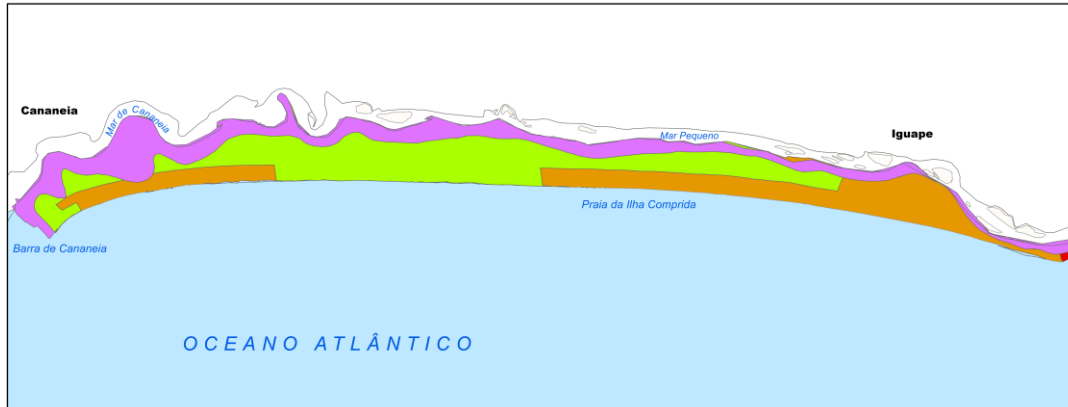 Cananeia
Mar de Cananeia
Mar Pequeno
Iguape
Praia da Ilha Comprida
Barra de Cananeia
OCEANO ATLÂNTICO